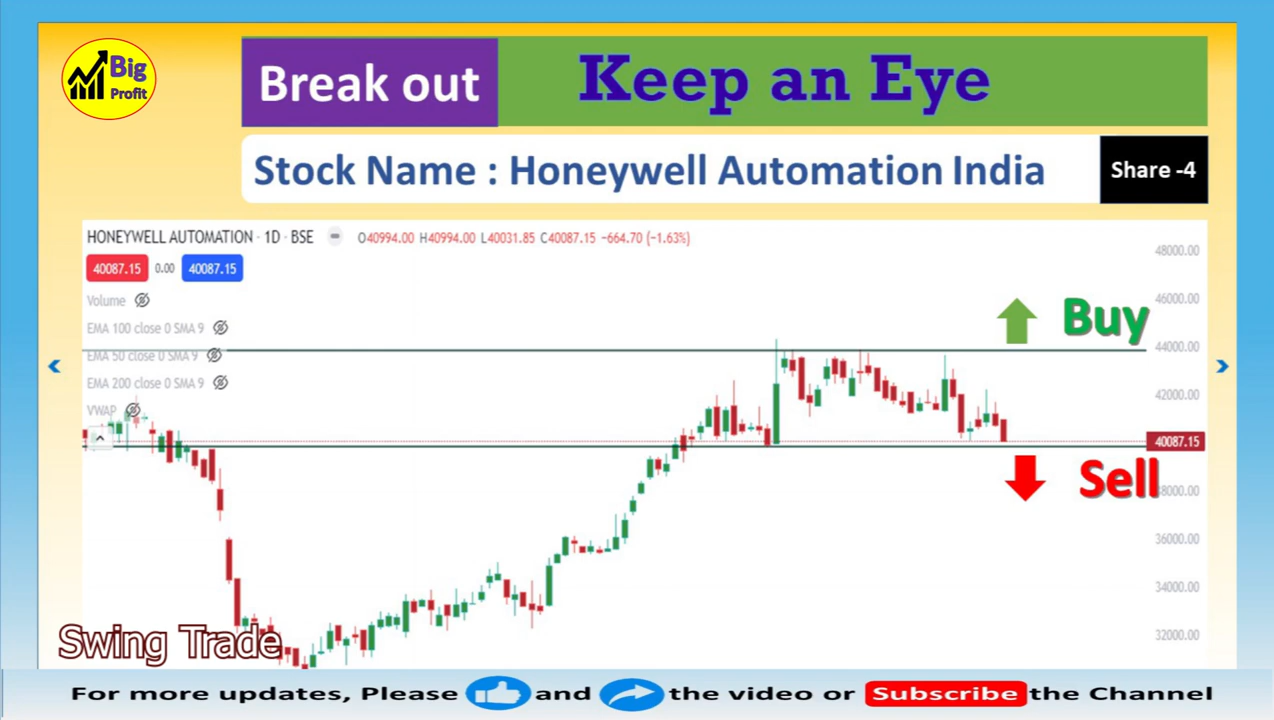 Big
Profit
Break out
Keep an Eye
Stock Name : Honeywell Automation India
Share -4
HONEYWELL AUTOMATION · 1D · BSE O40994.00 H40994.00 L40031.85 C40087.15 −664.70 (−1.63%)
40087.15 0.00 40087.15
Volume
EMA 100 close 0 SMA 9
EMA 50 close 0 SMA 9
EMA 200 close 0 SMA 9
VWAP
48000.00
46000.00
Buy
44000.00
42000.00
40087.15
Sell
38000.00
36000.00
34000.00
32000.00
Swing Trade
For more updates, Please and the video or Subscribe the Channel